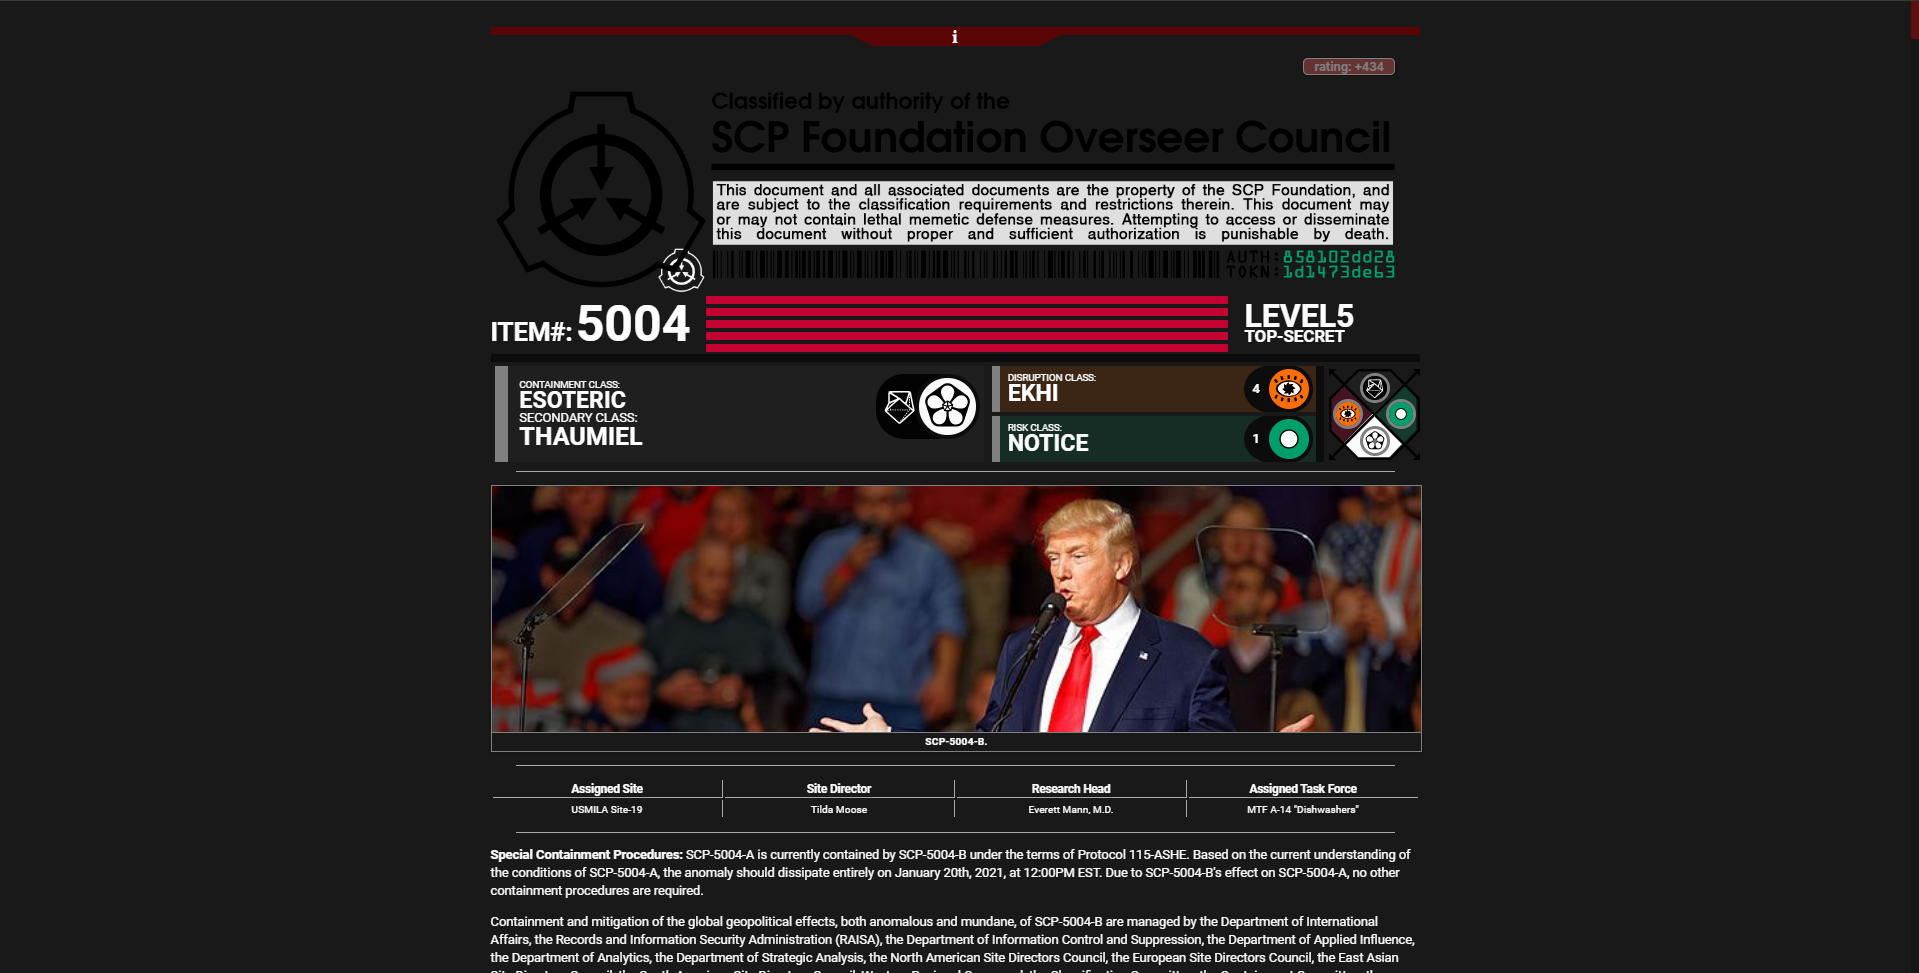 i
rating: +434
Classified by authority of the
SCP Foundation Overseer Council
This document and all associated documents are the property of the SCP Foundation, and
are subject to the classification requirements and restrictions therein. This document may
or may not contain lethal memetic defense measures. Attempting to access or disseminate
this document without proper and sufficient authorization is punishable by death.
AUTH:858102dd28
TOKN:1d1473de63
ITEM#: 5004
LEVEL5
TOP-SECRET
CONTAINMENT CLASS:
ESOTERIC
SECONDARY CLASS:
THAUMIEL
DISRUPTION CLASS:
EKHI
4
RISK CLASS:
NOTICE
1
SCP-5004-B.
Assigned Site Site Director Research Head Assigned Task Force
USMILA Site-19 Tilda Moose Everett Mann, M.D. MTF A-14 "Dishwashers"
Special Containment Procedures: SCP-5004-A is currently contained by SCP-5004-B under the terms of Protocol 115-ASHE. Based on the current understanding of
the conditions of SCP-5004-A, the anomaly should dissipate entirely on January 20th, 2021, at 12:00PM EST. Due to SCP-5004-B's effect on SCP-5004-A, no other
containment procedures are required.
Containment and mitigation of the global geopolitical effects, both anomalous and mundane, of SCP-5004-B are managed by the Department of International
Affairs, the Records and Information Security Administration (RAISA), the Department of Information Control and Suppression, the Department of Applied Influence,
the Department of Analytics, the Department of Strategic Analysis, the North American Site Directors Council, the European Site Directors Council, the East Asian